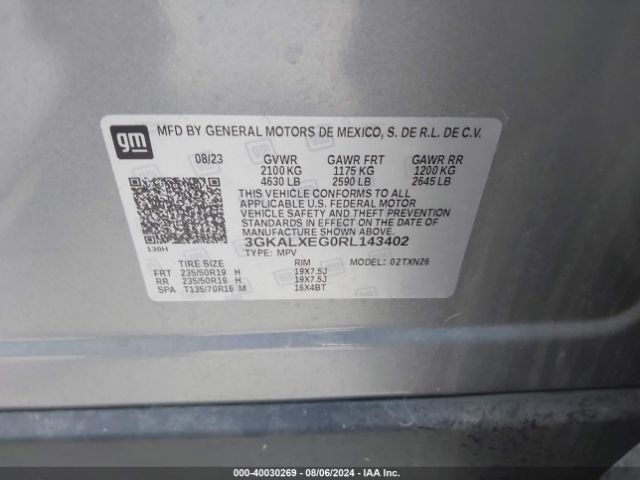 gm
MFD BY GENERAL MOTORS DE MEXICO, S. DE R.L. DE C.V.
08/23 GVWR GAWR FRT GAWR RR
2100 KG 1175 KG 1200 KG
4630 LB 2590 LB 2645 LB
THIS VEHICLE CONFORMS TO ALL
APPLICABLE U.S. FEDERAL MOTOR
VEHICLE SAFETY AND THEFT PREVENTION
STANDARDS IN EFFECT ON THE DATE OF
MANUFACTURE SHOWN ABOVE.
3GKALXEG0RL143402
130H TYPE: MPV
TIRE SIZE RIM MODEL: 02TXN26
FRT 235/50R19 H 19X7.5J
RR 235/50R19 H 19X7.5J
SPA T135/70R16 M 16X4BT
000-40030269 - 08/06/2024 - IAA Inc.